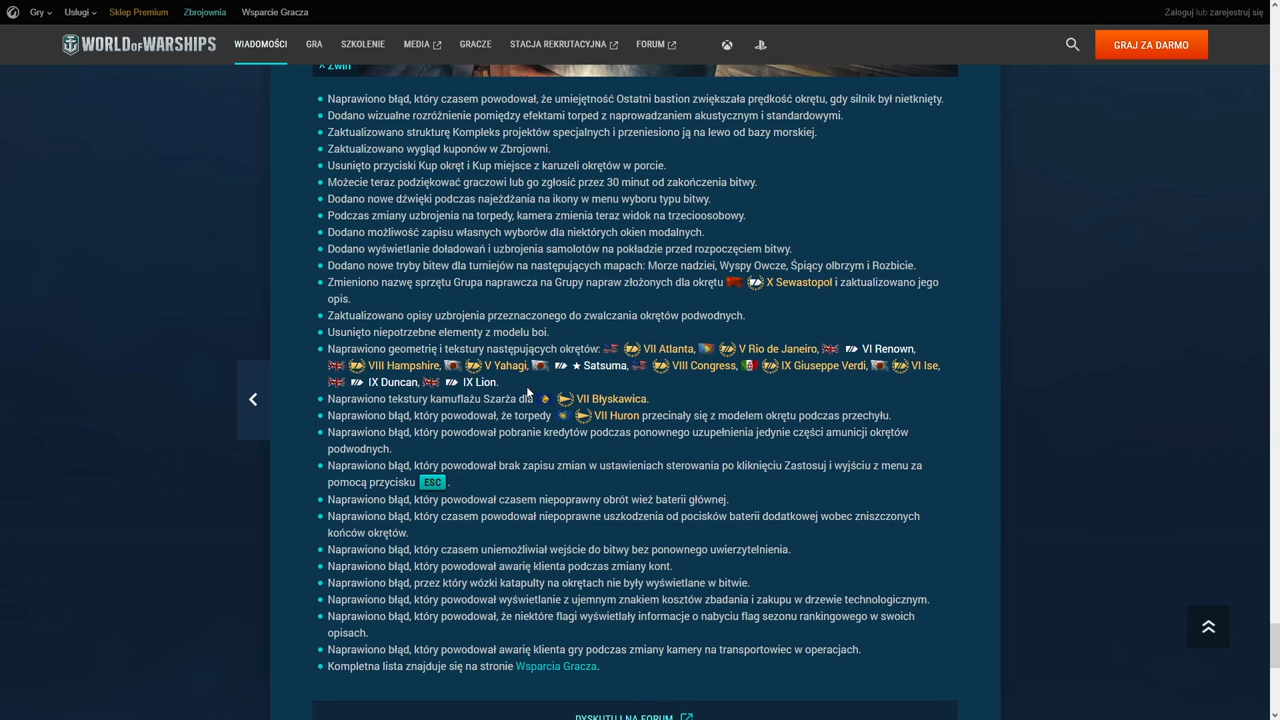 Gry Usługi Sklep Premium Zbrojownia Wsparcie Gracza Zaloguj lub zarejestruj się
WORLD OF WARSHIPS WIADOMOŚCI GRA SZKOLENIE MEDIA GRACZE STACJA REKRUTACYJNA FORUM GRAJ ZA DARMO
Zwiń
Naprawiono błąd, który czasem powodował, że umiejętność Ostatni bastion zwiększała prędkość okrętu, gdy silnik był nietknięty.
Dodano wizualne rozróżnienie pomiędzy efektami torped z naprowadzaniem akustycznym i standardowymi.
Zaktualizowano strukturę Kompleks projektów specjalnych i przeniesiono ją na lewo od bazy morskiej.
Zaktualizowano wygląd kuponów w Zbrojowni.
Usunięto przyciski Kup okręt i Kup miejsce z karuzeli okrętów w porcie.
Możecie teraz podziękować graczowi lub go zgłosić przez 30 minut od zakończenia bitwy.
Dodano nowe dźwięki podczas najeżdżania na ikony w menu wyboru typu bitwy.
Podczas zmiany uzbrojenia na torpedy, kamera zmienia teraz widok na trzecioosobowy.
Dodano możliwość zapisu własnych wyborów dla niektórych okien modalnych.
Dodano wyświetlanie doładowań i uzbrojenia samolotów na pokładzie przed rozpoczęciem bitwy.
Dodano nowe tryby bitew dla turniejów na następujących mapach: Morze nadziei, Wyspy Owcze, Śpiący olbrzym i Rozbicie.
Zmieniono nazwę sprzętu Grupa naprawcza na Grupy napraw złożonych dla okrętu X Sewastopol i zaktualizowano jego
opis.
Zaktualizowano opisy uzbrojenia przeznaczonego do zwalczania okrętów podwodnych.
Usunięto niepotrzebne elementy z modelu boi.
Naprawiono geometrię i tekstury następujących okrętów: VII Atlanta, V Rio de Janeiro, VI Renown,
VIII Hampshire, V Yahagi, ★ Satsuma, VIII Congress, IX Giuseppe Verdi, VI Ise,
IX Duncan, IX Lion.
Naprawiono tekstury kamuflażu Szarża dla VII Błyskawica.
Naprawiono błąd, który powodował, że torpedy VII Huron przecinały się z modelem okrętu podczas przechyłu.
Naprawiono błąd, który powodował pobranie kredytów podczas ponownego uzupełnienia jedynie części amunicji okrętów
podwodnych.
Naprawiono błąd, który powodował brak zapisu zmian w ustawieniach sterowania po kliknięciu Zastosuj i wyjściu z menu za
pomocą przycisku ESC .
Naprawiono błąd, który powodował czasem niepoprawny obrót wież baterii głównej.
Naprawiono błąd, który czasem powodował niepoprawne uszkodzenia od pocisków baterii dodatkowej wobec zniszczonych
końców okrętów.
Naprawiono błąd, który czasem uniemożliwiał wejście do bitwy bez ponownego uwierzytelnienia.
Naprawiono błąd, który powodował awarię klienta podczas zmiany kont.
Naprawiono błąd, przez który wózki katapulty na okrętach nie były wyświetlane w bitwie.
Naprawiono błąd, który powodował wyświetlanie z ujemnym znakiem kosztów zbadania i zakupu w drzewie technologicznym.
Naprawiono błąd, który powodował, że niektóre flagi wyświetlały informacje o nabyciu flag sezonu rankingowego w swoich
opisach.
Naprawiono błąd, który powodował awarię klienta gry podczas zmiany kamery na transportowiec w operacjach.
Kompletna lista znajduje się na stronie Wsparcia Gracza.
DYSKUTUJ NA FORUM